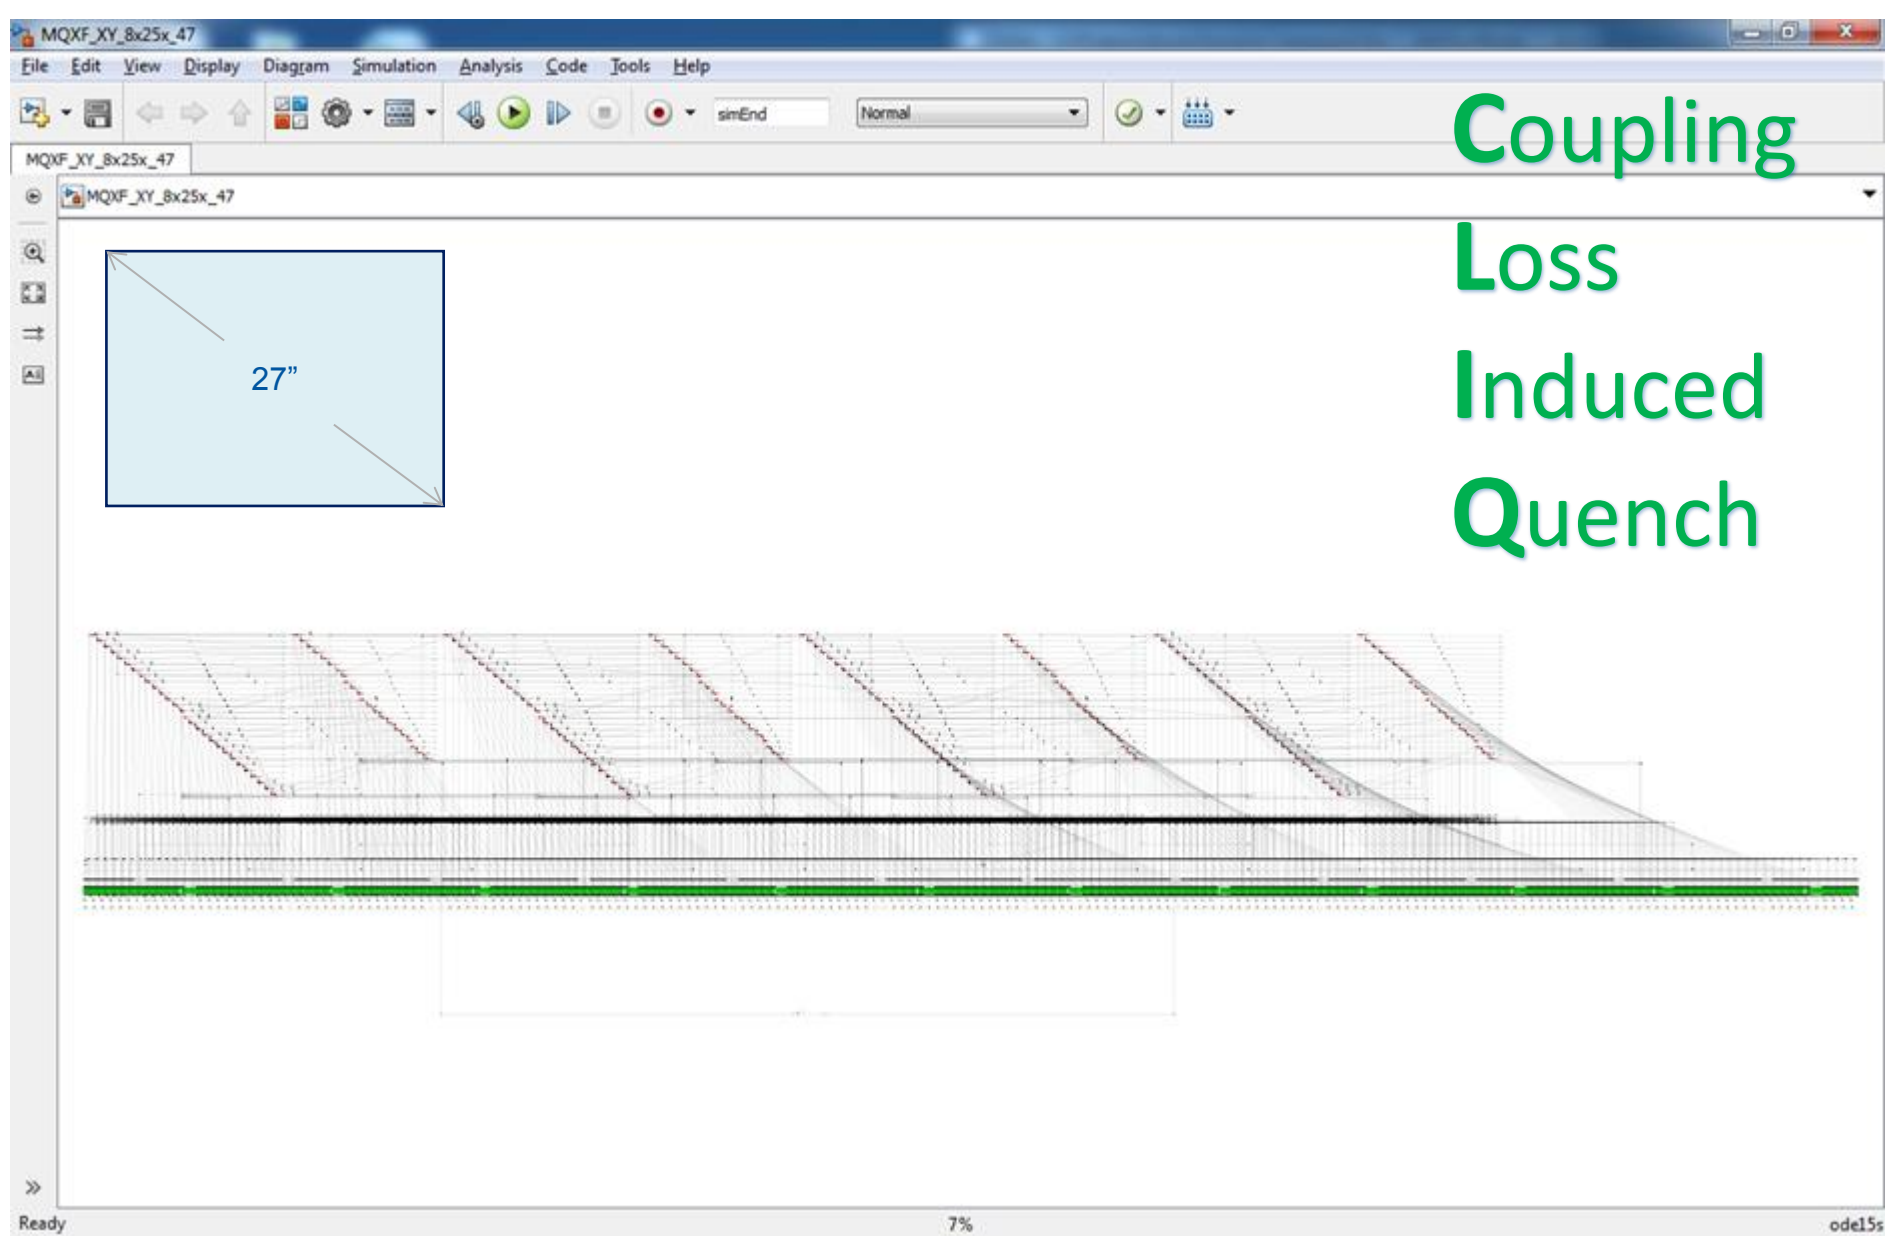 MQXF_XY_8x25x_47
File Edit View Display Diagram Simulation Analysis Code Tools Help
simEnd Normal
MQXF_XY_8x25x_47
MQXF_XY_8x25x_47
27”
Coupling
Loss
Induced
Quench
Ready 7% ode15s